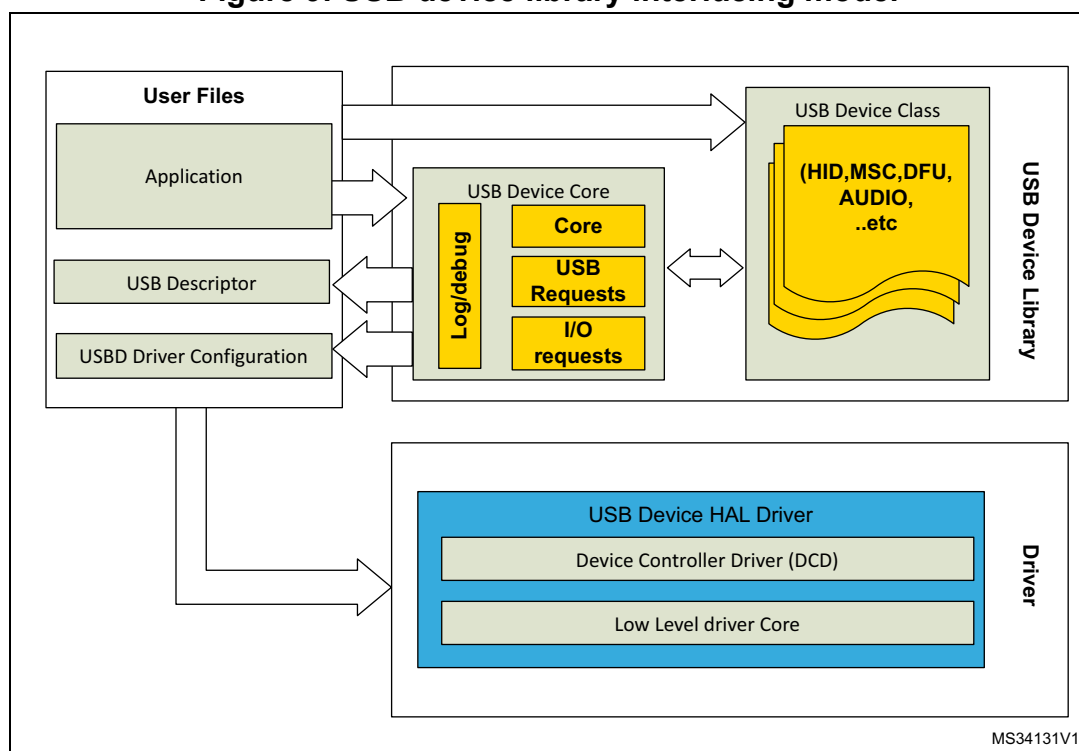 User Files
Application
USB Descriptor
USBD Driver Configuration
USB Device Core
Log/debug
Core
USB
Requests
I/O
requests
USB Device Class
(HID,MSC,DFU,
AUDIO,
..etc
USB Device Library
USB Device HAL Driver
Device Controller Driver (DCD)
Low Level driver Core
Driver
MS34131V1